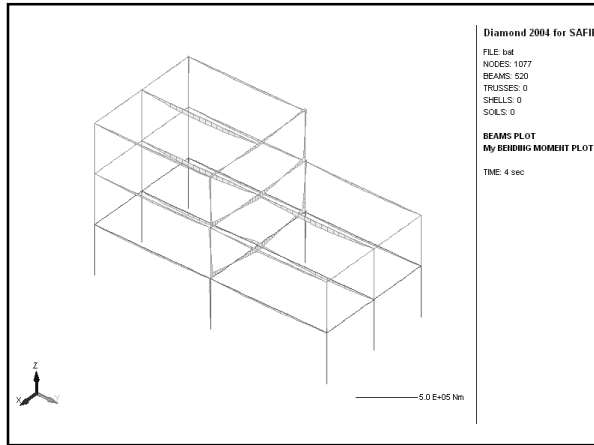 Diamond 2004 for SAFI
FILE: bat
NODES: 1077
BEAMS: 520
TRUSSES: 0
SHELLS: 0
SOILS: 0
BEAMS PLOT
My BENDING MOMENT PLOT
TIME: 4 sec
Z
X Y
5.0 E+05 Nm